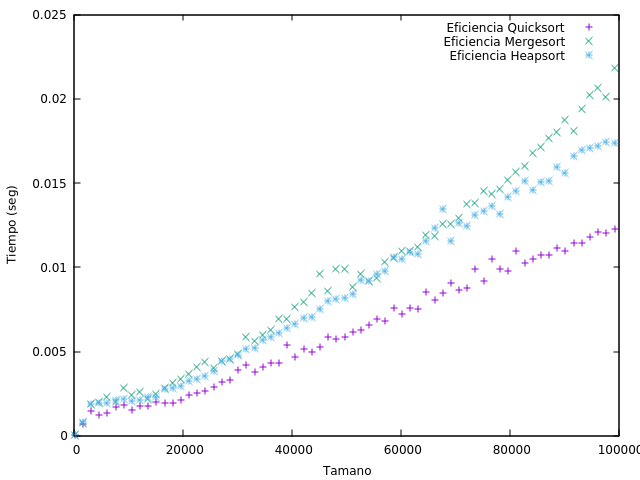 0.025
Eficiencia Quicksort
Eficiencia Mergesort
Eficiencia Heapsort
0.02
0.015
Tiempo (seg)
0.01
0.005
0
0 20000 40000 60000 80000 100000
Tamano